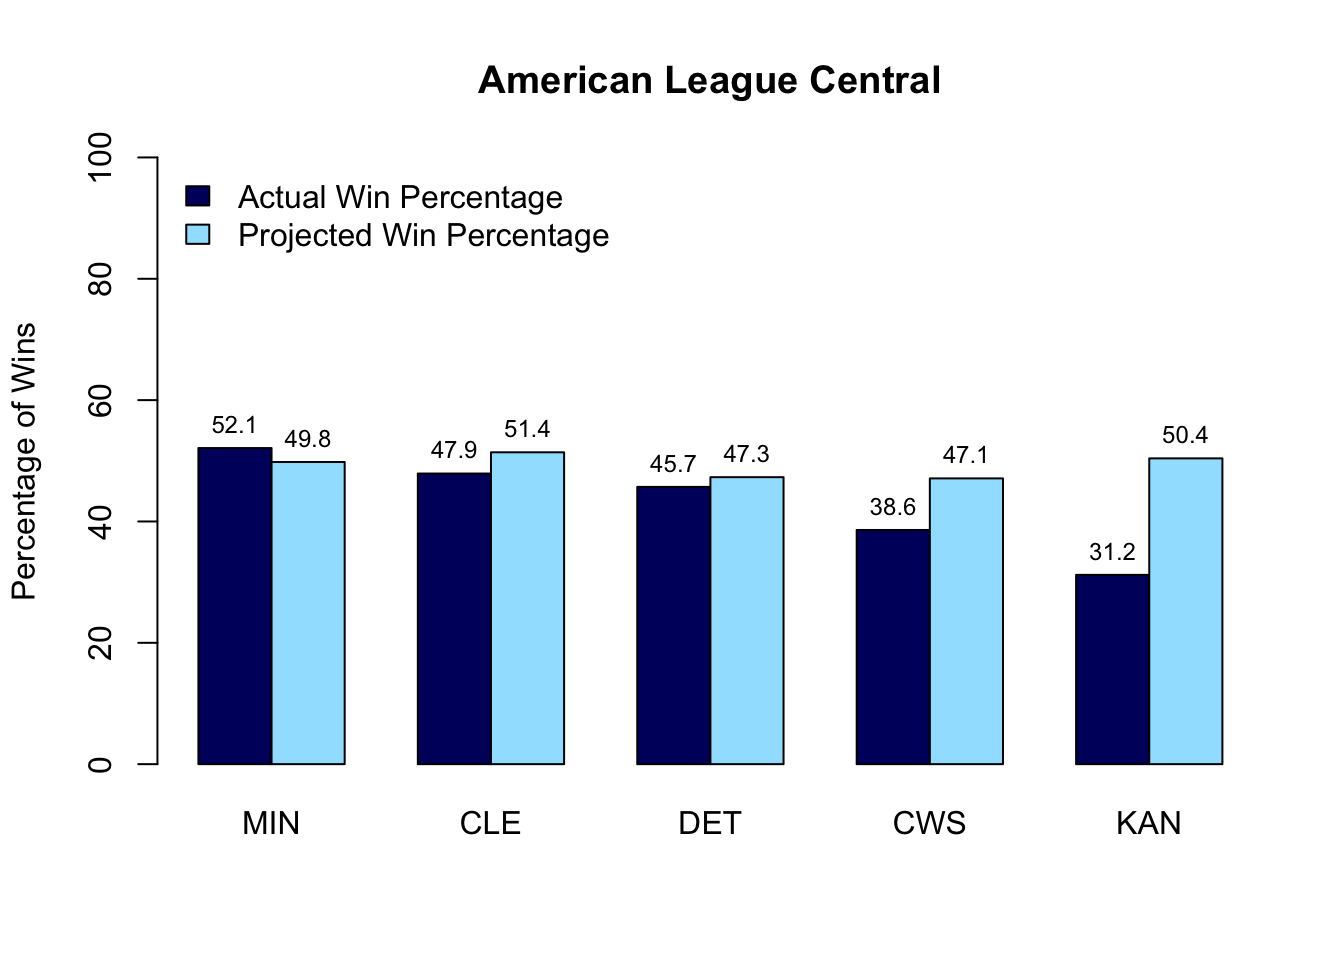 American League Central
Actual Win Percentage
Projected Win Percentage
Percentage of Wins
100
80
60
40
20
0
52.1 49.8 47.9 51.4 45.7 47.3 38.6 47.1 31.2 50.4
MIN CLE DET CWS KAN